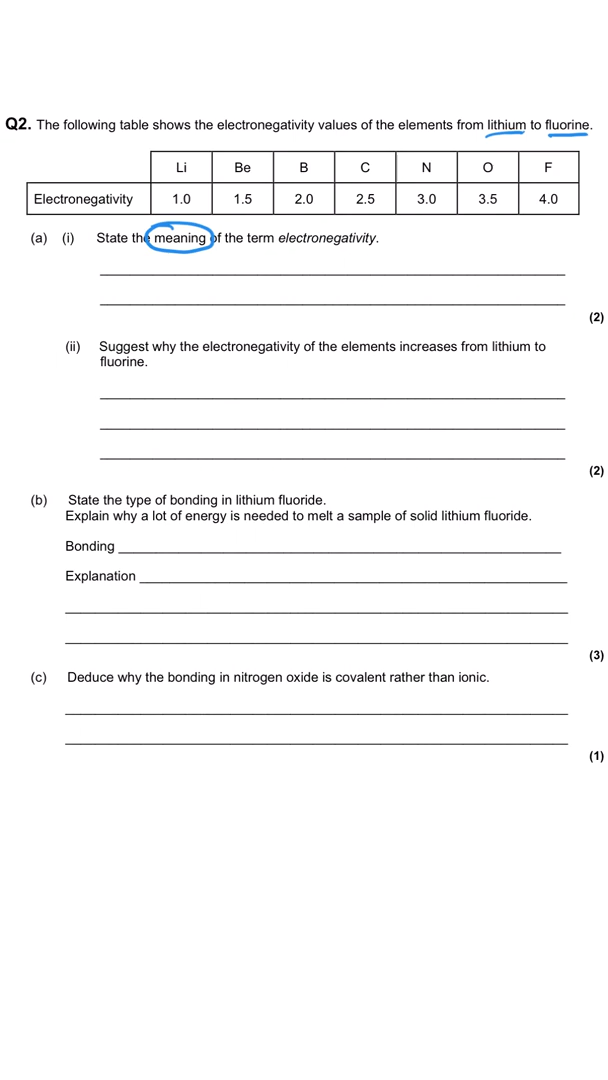 Q2. The following table shows the electronegativity values of the elements from lithium to fluorine.
Li Be B C N O F
Electronegativity 1.0 1.5 2.0 2.5 3.0 3.5 4.0
(a) (i) State the meaning of the term electronegativity.
(2)
(ii) Suggest why the electronegativity of the elements increases from lithium to
fluorine.
(2)
(b) State the type of bonding in lithium fluoride.
Explain why a lot of energy is needed to melt a sample of solid lithium fluoride.
Bonding
Explanation
(3)
(c) Deduce why the bonding in nitrogen oxide is covalent rather than ionic.
(1)